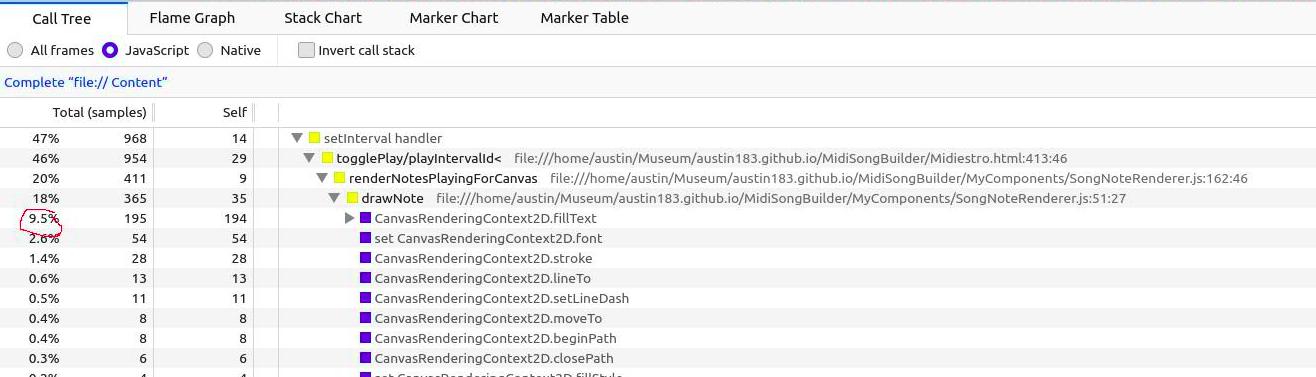 Call Tree Flame Graph Stack Chart Marker Chart Marker Table
All frames JavaScript Native Invert call stack
Complete “file:// Content”
Total (samples) Self
47% 968 14 setInterval handler
46% 954 29 togglePlay/playIntervalId< file:///home/austin/Museum/austin183.github.io/MidiSongBuilder/Midiestro.html:413:46
20% 411 9 renderNotesPlayingForCanvas file:///home/austin/Museum/austin183.github.io/MidiSongBuilder/MyComponents/SongNoteRenderer.js:162:46
18% 365 35 drawNote file:///home/austin/Museum/austin183.github.io/MidiSongBuilder/MyComponents/SongNoteRenderer.js:51:27
9.5% 195 194 CanvasRenderingContext2D.fillText
2.6% 54 54 set CanvasRenderingContext2D.font
1.4% 28 28 CanvasRenderingContext2D.stroke
0.6% 13 13 CanvasRenderingContext2D.lineTo
0.5% 11 11 CanvasRenderingContext2D.setLineDash
0.4% 8 8 CanvasRenderingContext2D.moveTo
0.4% 8 8 CanvasRenderingContext2D.beginPath
0.3% 6 6 CanvasRenderingContext2D.closePath